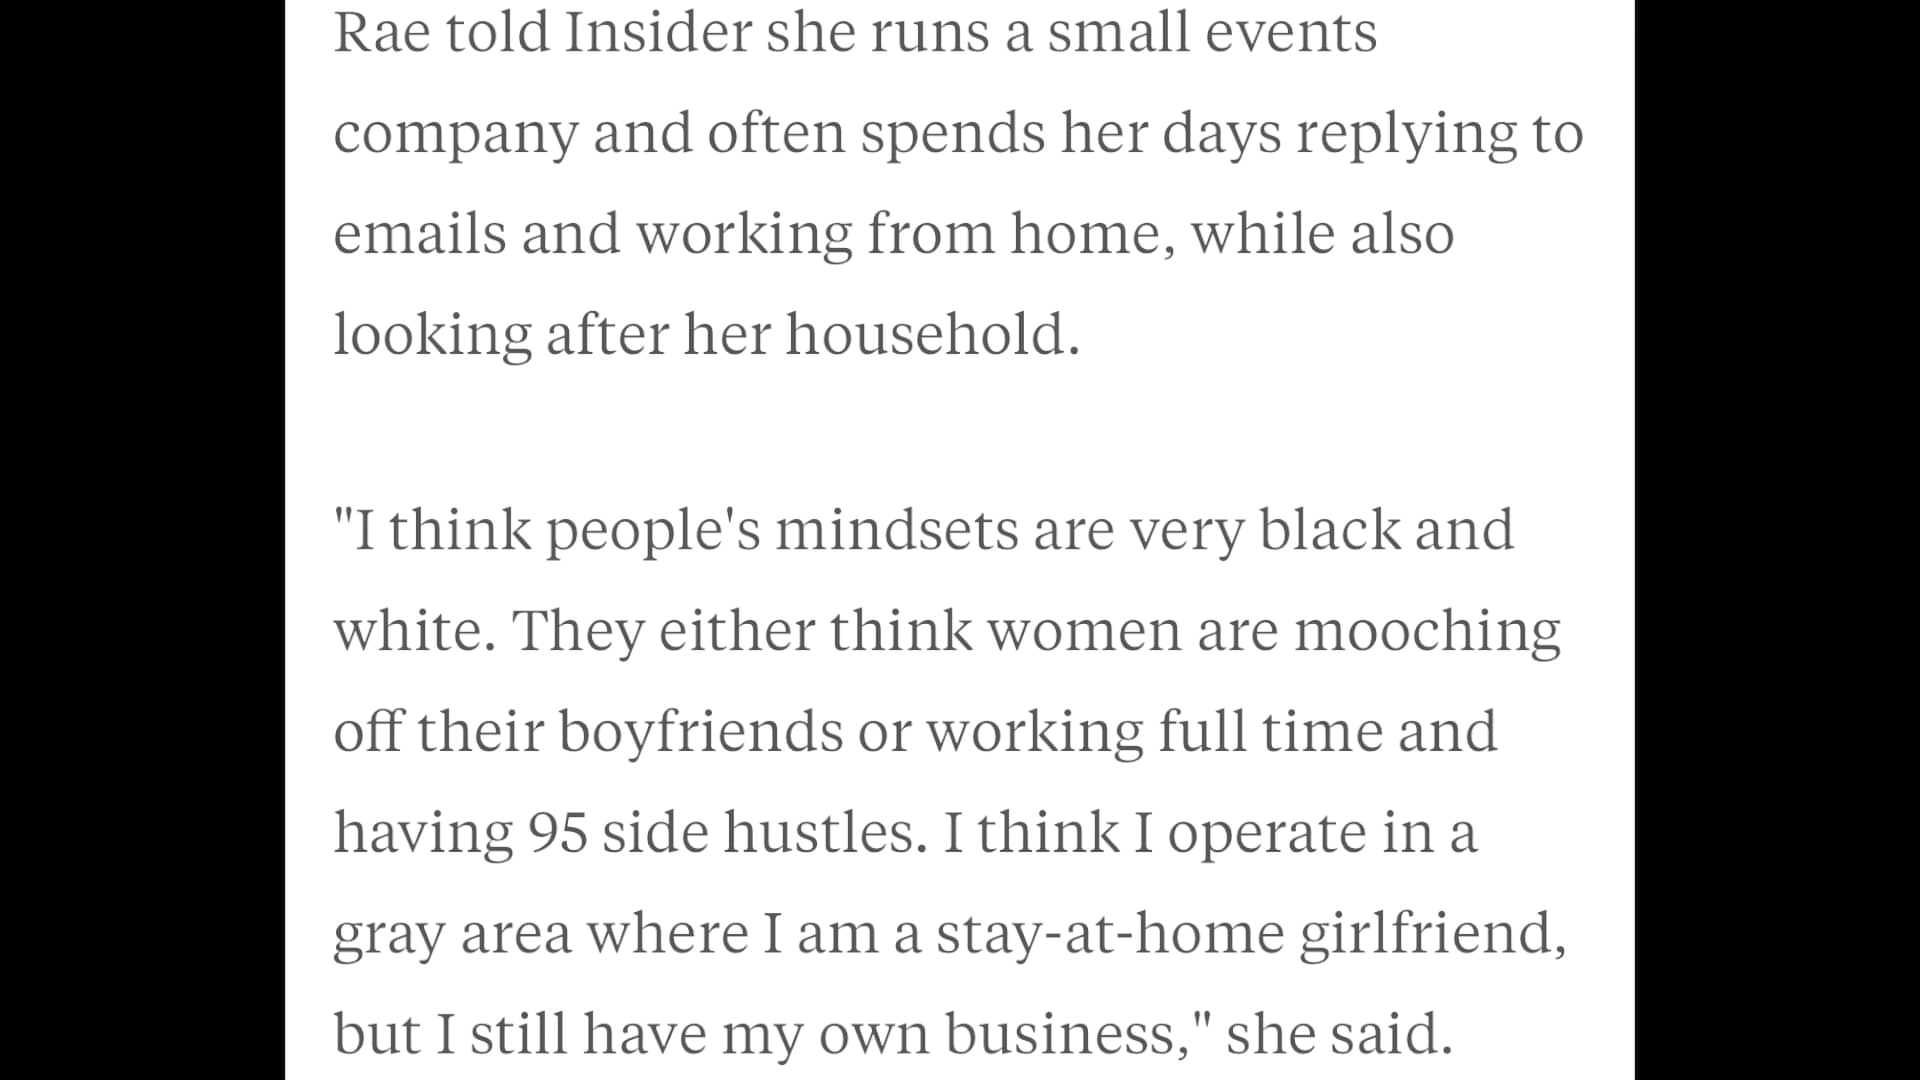 Rae told Insider she runs a small events
company and often spends her days replying to
emails and working from home, while also
looking after her household.
"I think people's mindsets are very black and
white. They either think women are mooching
off their boyfriends or working full time and
having 95 side hustles. I think I operate in a
gray area where I am a stay-at-home girlfriend,
but I still have my own business," she said.